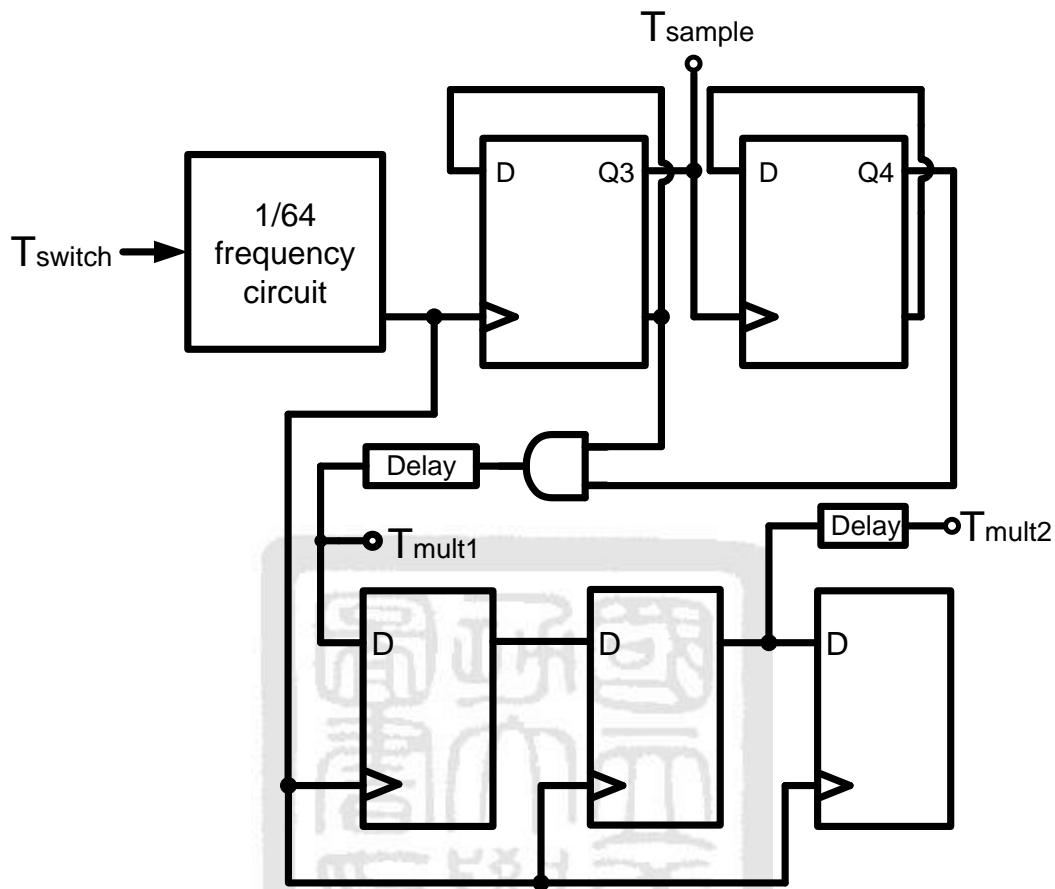 Tsample
D
Q3
D
Q4
1/64
frequency
circuit
Tswitch
Delay
Delay
Tmult1
Tmult2
D
D
D